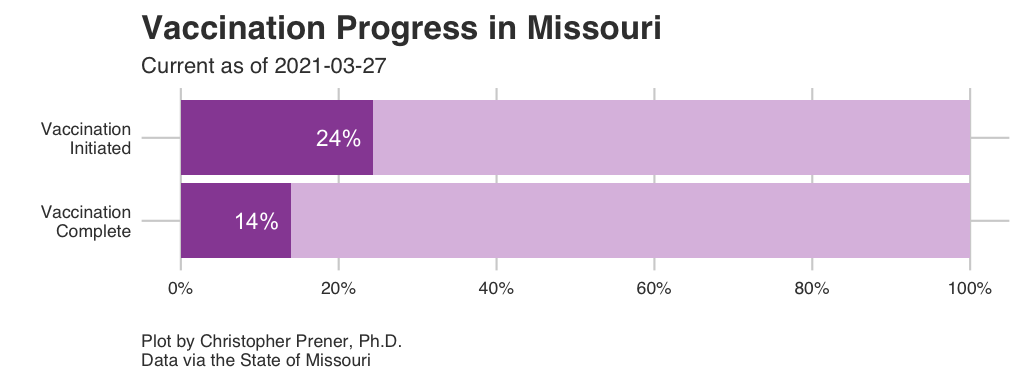 Vaccination Progress in Missouri
Current as of 2021-03-27
Vaccination
Initiated
24%
Vaccination
Complete
14%
0% 20% 40% 60% 80% 100%
Plot by Christopher Prener, Ph.D.
Data via the State of Missouri